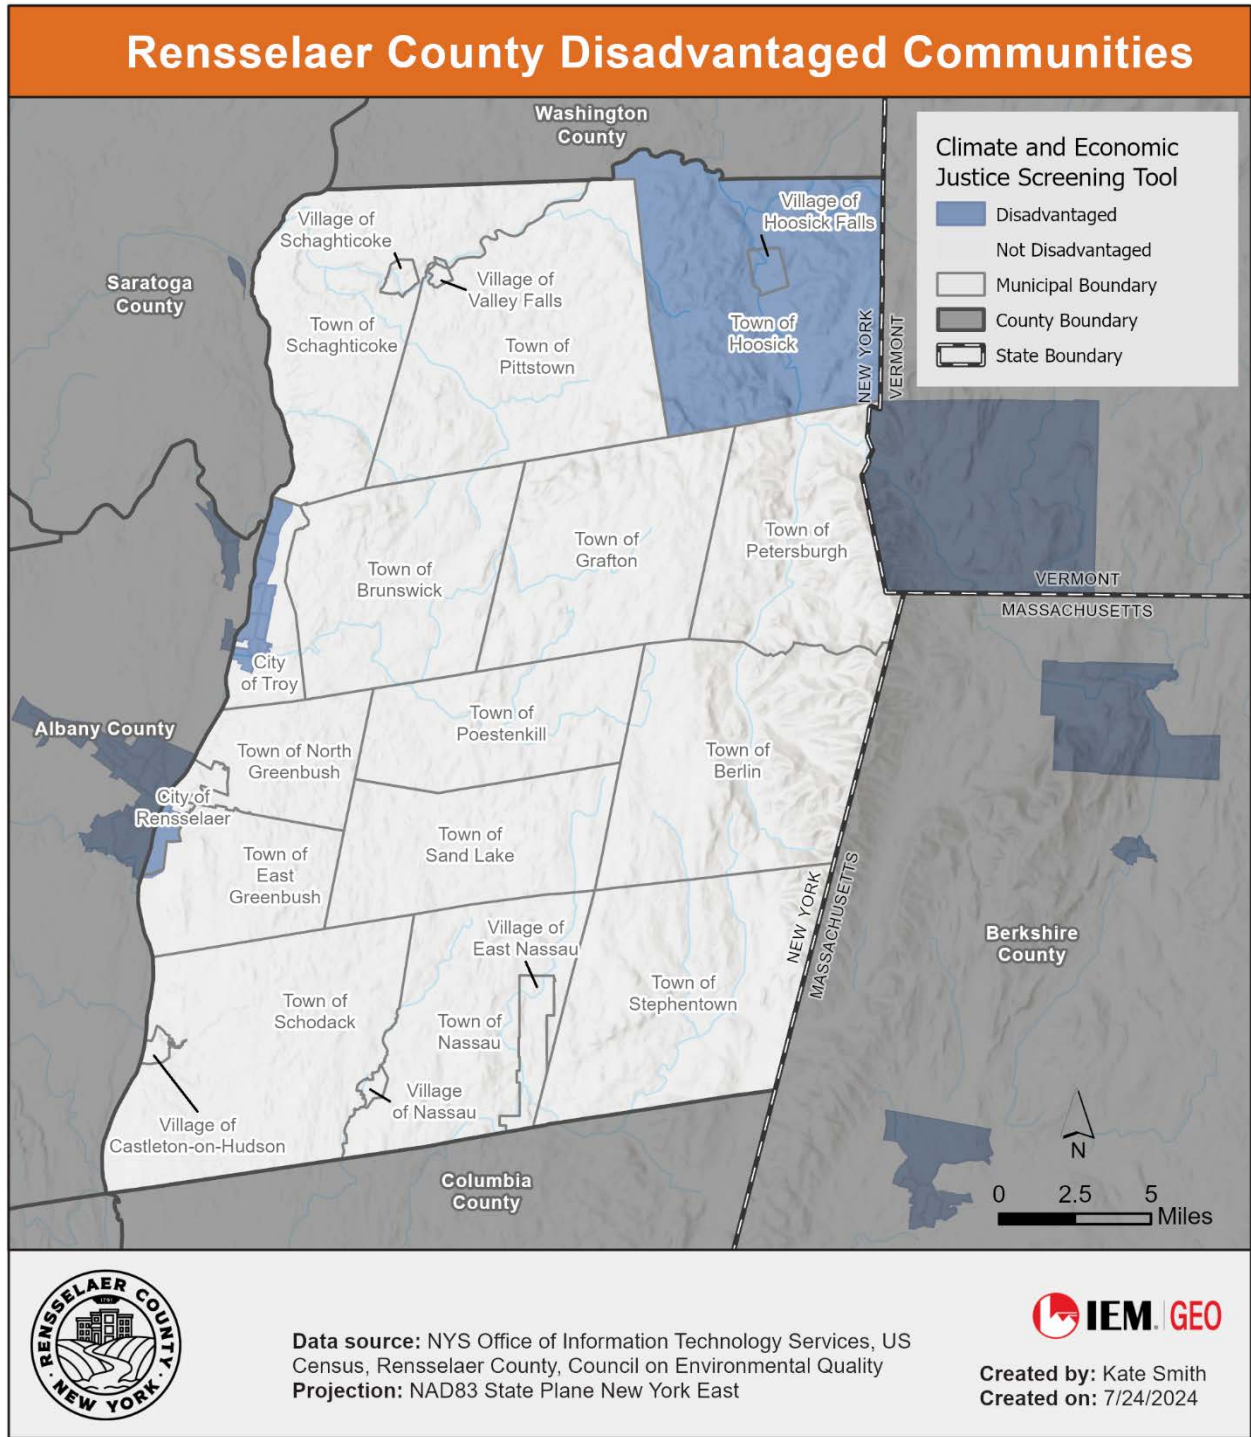 Rensselaer County Disadvantaged Communities
Washington
County
Climate and Economic
Justice Screening Tool
Disadvantaged
Not Disadvantaged
Municipal Boundary
County Boundary
State Boundary
Village of
Schaghticoke
Village of
Hoosick Falls
Saratoga
County
Village of
Valley Falls
Town of
Schaghticoke
Town of
Pittstown
Town of
Hoosick
NEW YORK
VERMONT
Town of
Brunswick
Town of
Grafton
Town of
Petersburgh
VERMONT
MASSACHUSETTS
City
of Troy
Albany County
Town of North
Greenbush
Town of
Poestenkill
Town of
Berlin
City of
Rensselaer
Town of
East
Greenbush
Town of
Sand Lake
NEW YORK
MASSACHUSETTS
Village of
East Nassau
Berkshire
County
Town of
Schodack
Town of
Nassau
Town of
Stephentown
Village of
Castleton-on-Hudson
Village
of Nassau
Columbia
County
N
0 2.5 5
Miles
RENSSELAER COUNTY
1791
NEW YORK
Data source: NYS Office of Information Technology Services, US
Census, Rensselaer County, Council on Environmental Quality
Projection: NAD83 State Plane New York East
IEM. GEO
Created by: Kate Smith
Created on: 7/24/2024